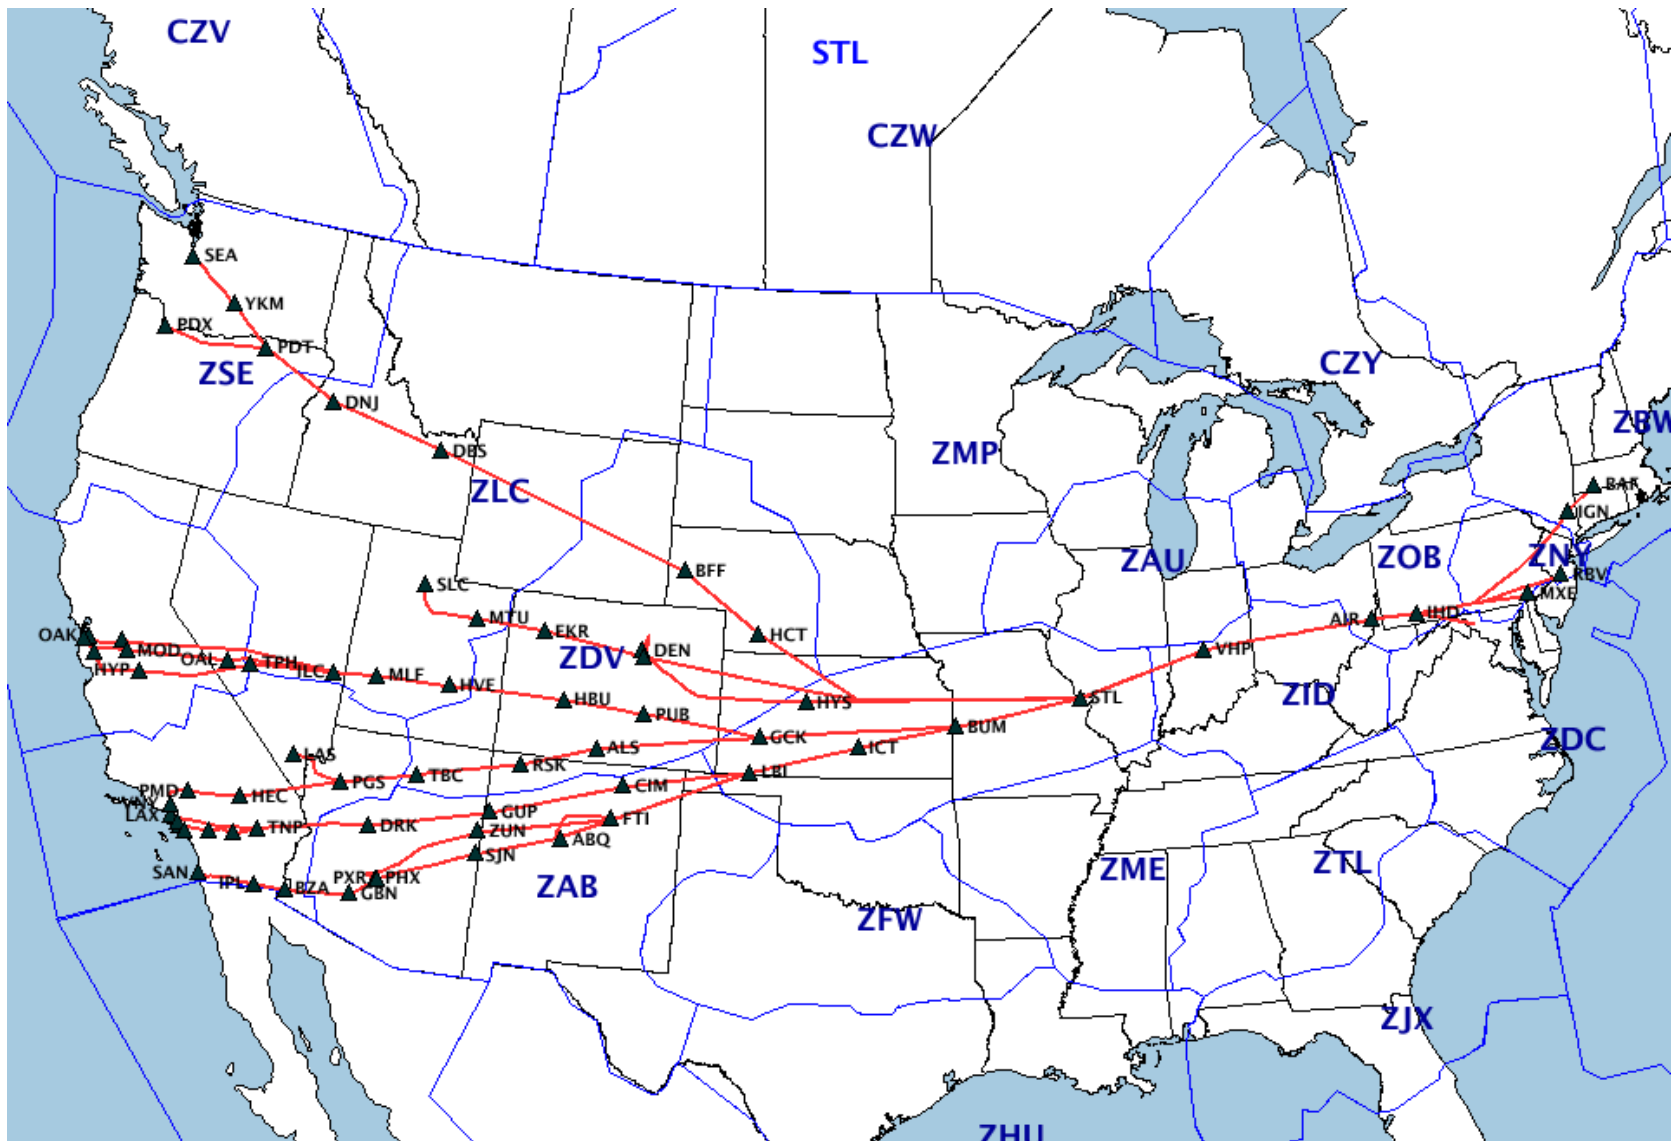 CZV
STL
CZW
SEA
YKM
PDX
PDT
ZSE
CZY
DNJ
ZBW
DBS
ZMP
ZLC
BAF
IGN
ZAU
ZOB
ZNY
BFF
RBV
SLC
MXE
MTU
IHD
AIR
EKR
HCT
OAK
MOD
DEN
VHP
ZDV
OAL
TPH
HYP
ILC
MLF
HVE
ZID
HBU
HYS
STL
PUB
BUM
GCK
ZDC
LAS
ALS
ICT
RSK
LBI
TBC
PGS
PMD
HEC
CIM
LAX
GUP
TNP
DRK
ZUN
FTI
ABQ
SJN
SAN
IPL
BZA
PXR
PHX
GBN
ZAB
ZME
ZTL
ZFW
ZJX
ZHU